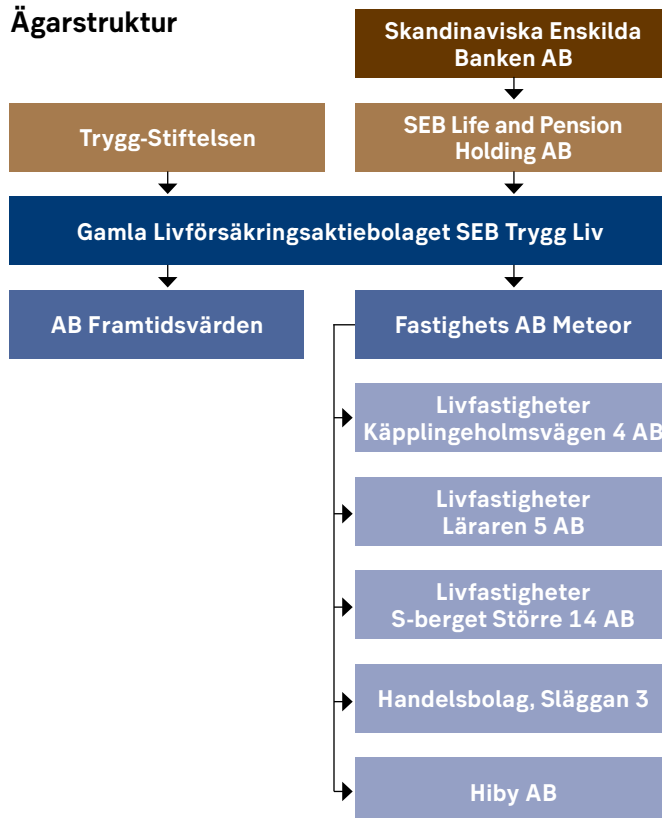 Ägarstruktur
Skandinaviska Enskilda
Banken AB
Trygg-Stiftelsen
SEB Life and Pension
Holding AB
Gamla Livförsäkringsaktiebolaget SEB Trygg Liv
AB Framtidsvärden
Fastighets AB Meteor
Livfastigheter
Käpplingeholmsvägen 4 AB
Livfastigheter
Läraren 5 AB
Livfastigheter
S-berget Större 14 AB
Handelsbolag, Släggan 3
Hiby AB